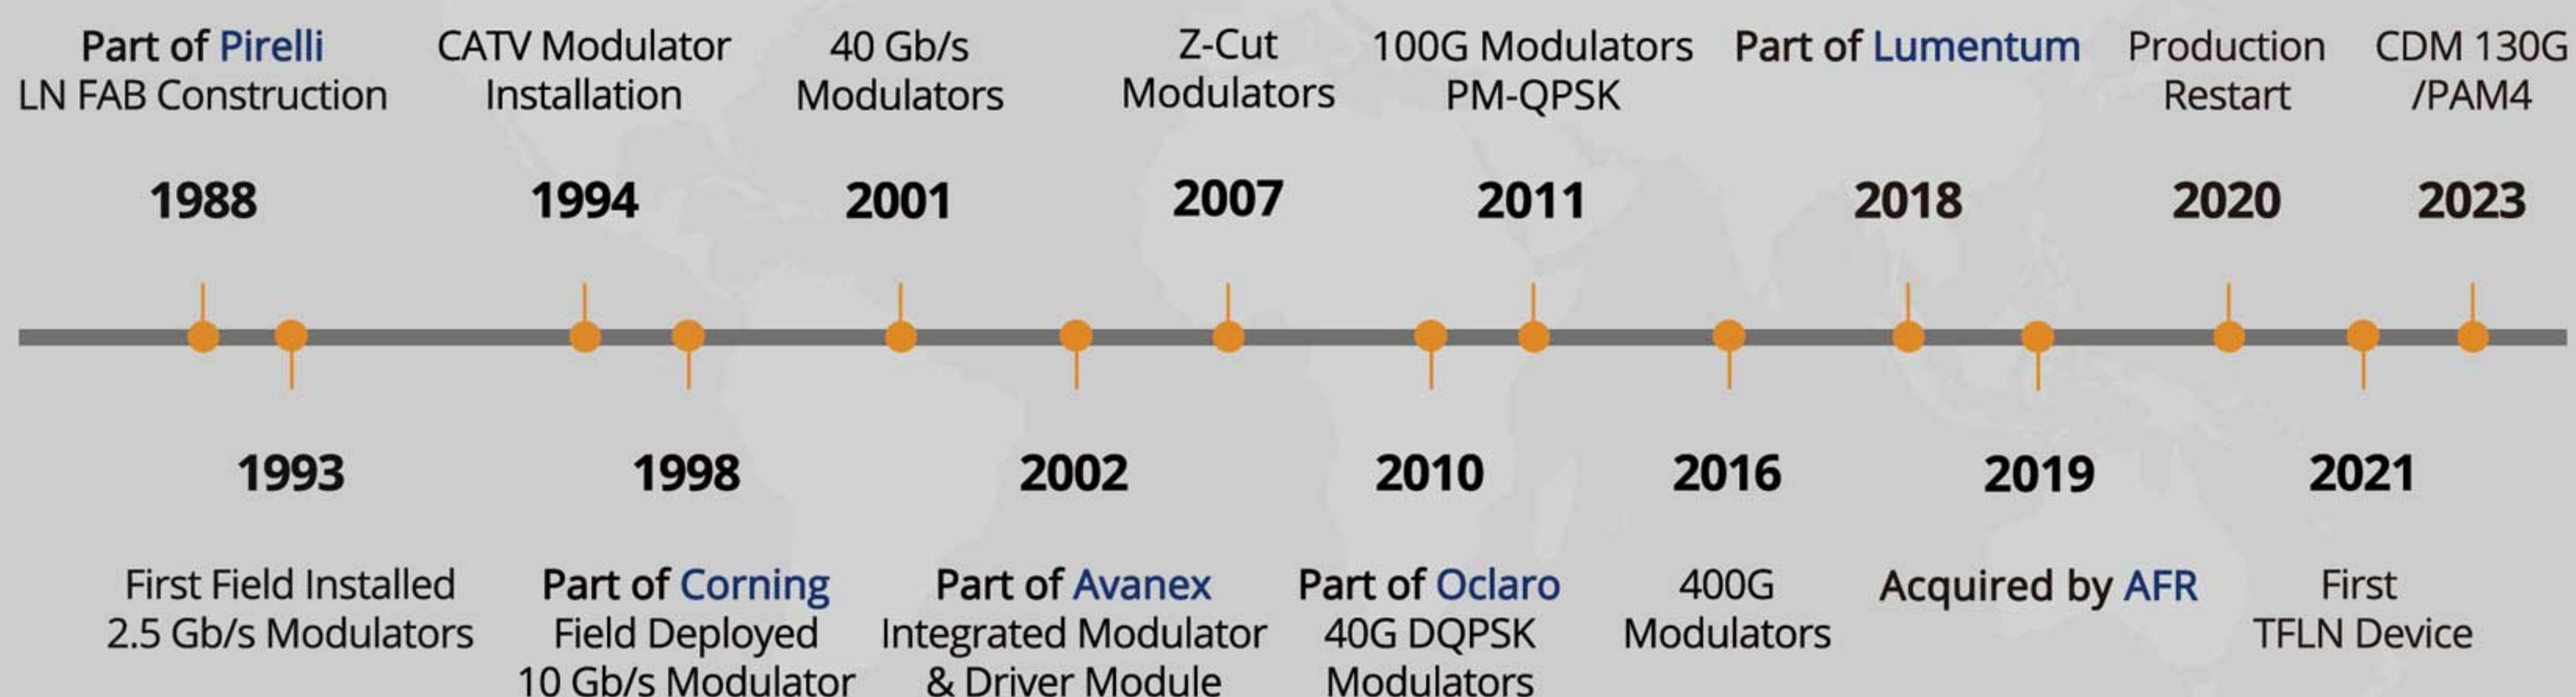 Part of Pirelli
LN FAB Construction
1988
CATV Modulator
Installation
1994
40 Gb/s
Modulators
2001
Z-Cut
Modulators
2007
100G Modulators
PM-QPSK
2011
Part of Lumentum
2018
Production
Restart
2020
CDM 130G
/PAM4
2023
1993
First Field Installed
2.5 Gb/s Modulators
1998
Part of Corning
Field Deployed
10 Gb/s Modulator
2002
Part of Avanex
Integrated Modulator
& Driver Module
2010
Part of Oclaro
40G DQPSK
Modulators
2016
400G
Modulators
2019
Acquired by AFR
2021
First
TFLN Device